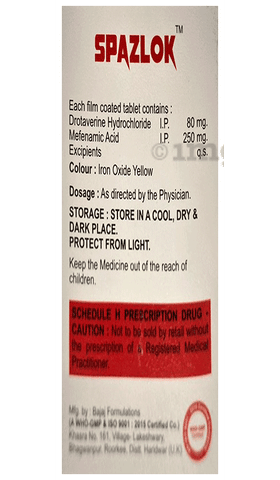 SPAZLOK™
Each film coated tablet contains :
Drotaverine Hydrochloride I.P. 80 mg.
Mefenamic Acid I.P. 250 mg.
Excipients q.s.
Colour : Iron Oxide Yellow
Dosage : As directed by the Physician.
STORAGE : STORE IN A COOL, DRY &
DARK PLACE.
PROTECT FROM LIGHT.
Keep the Medicine out of the reach of
children.
SCHEDULE H PRESCRIPTION DRUG -
CAUTION : Not to be sold by retail without
the prescription of a Registered Medical
Practitioner.
Mfg. by : Bajaj Formulations
(A WHO-GMP & ISO 9001 : 2015 Certified Co.)
Khasra No. 161, Village- Lakeshwary,
Bhagwanpur, Roorkee, Distt. Haridwar (U.K)